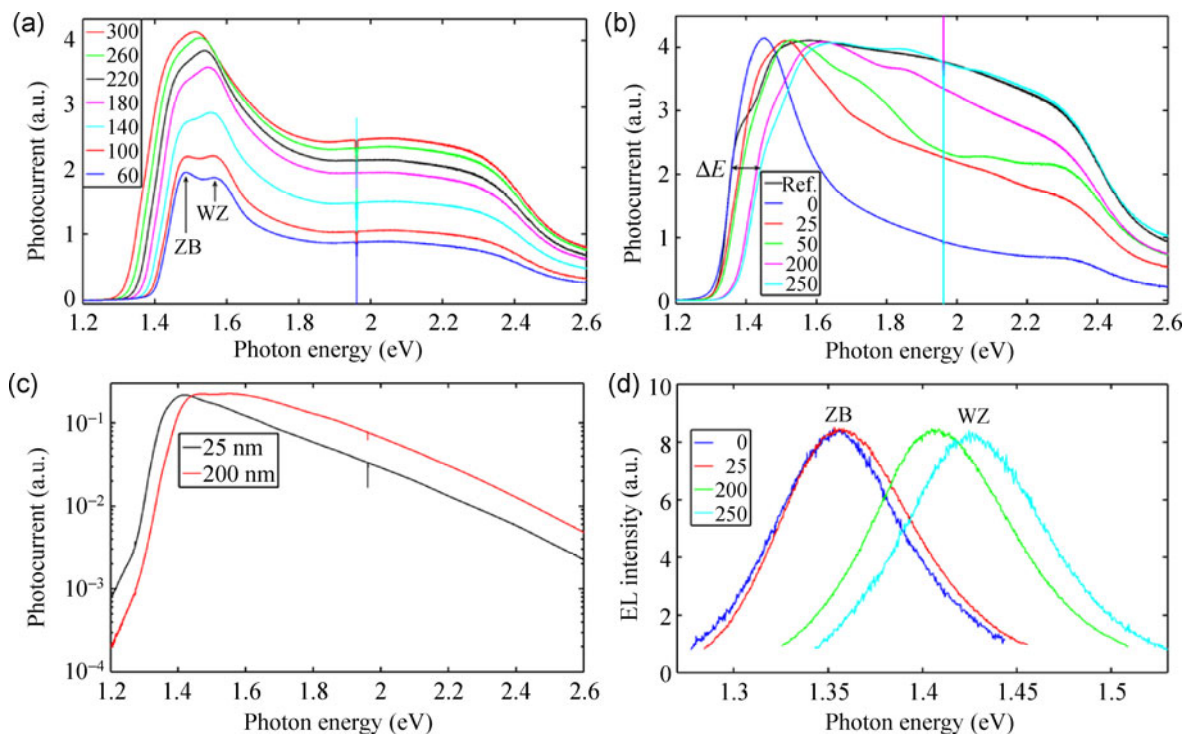 (a)
300
260
220
180
140
100
60
ZB
WZ
4
3
2
1
0
1.2 1.4 1.6 1.8 2 2.2 2.4 2.6
Photocurrent (a.u.)
Photon energy (eV)
(b)
ΔE
Ref.
0
25
50
200
250
4
3
2
1
0
1.2 1.4 1.6 1.8 2 2.2 2.4 2.6
Photocurrent (a.u.)
Photon energy (eV)
(c)
25 nm
200 nm
10⁻¹
10⁻²
10⁻³
10⁻⁴
1.2 1.4 1.6 1.8 2 2.2 2.4 2.6
Photocurrent (a.u.)
Photon energy (eV)
(d)
ZB
WZ
0
25
200
250
10
8
6
4
2
0
1.3 1.35 1.4 1.45 1.5
EL intensity (a.u.)
Photon energy (eV)